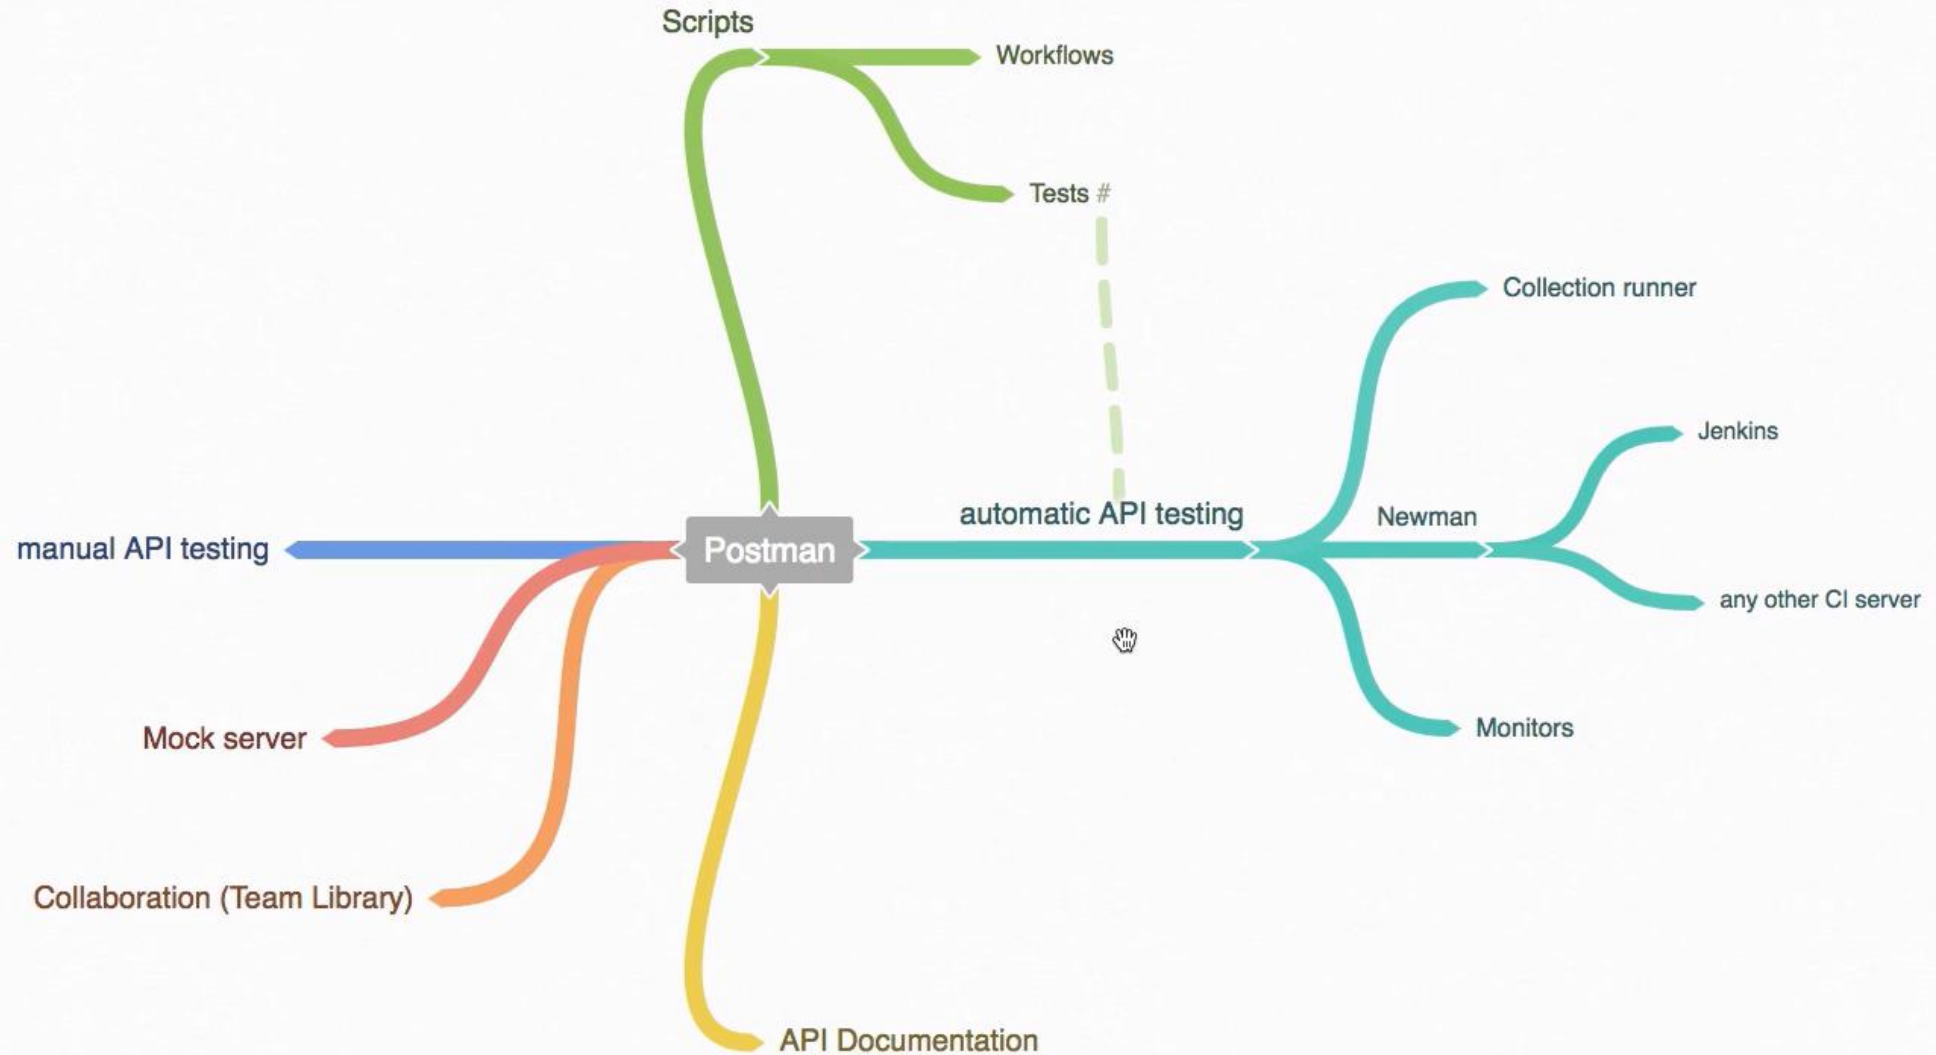 Scripts
Workflows
Tests #
Collection runner
Jenkins
automatic API testing
Newman
manual API testing
Postman
any other CI server
Monitors
Mock server
Collaboration (Team Library)
API Documentation